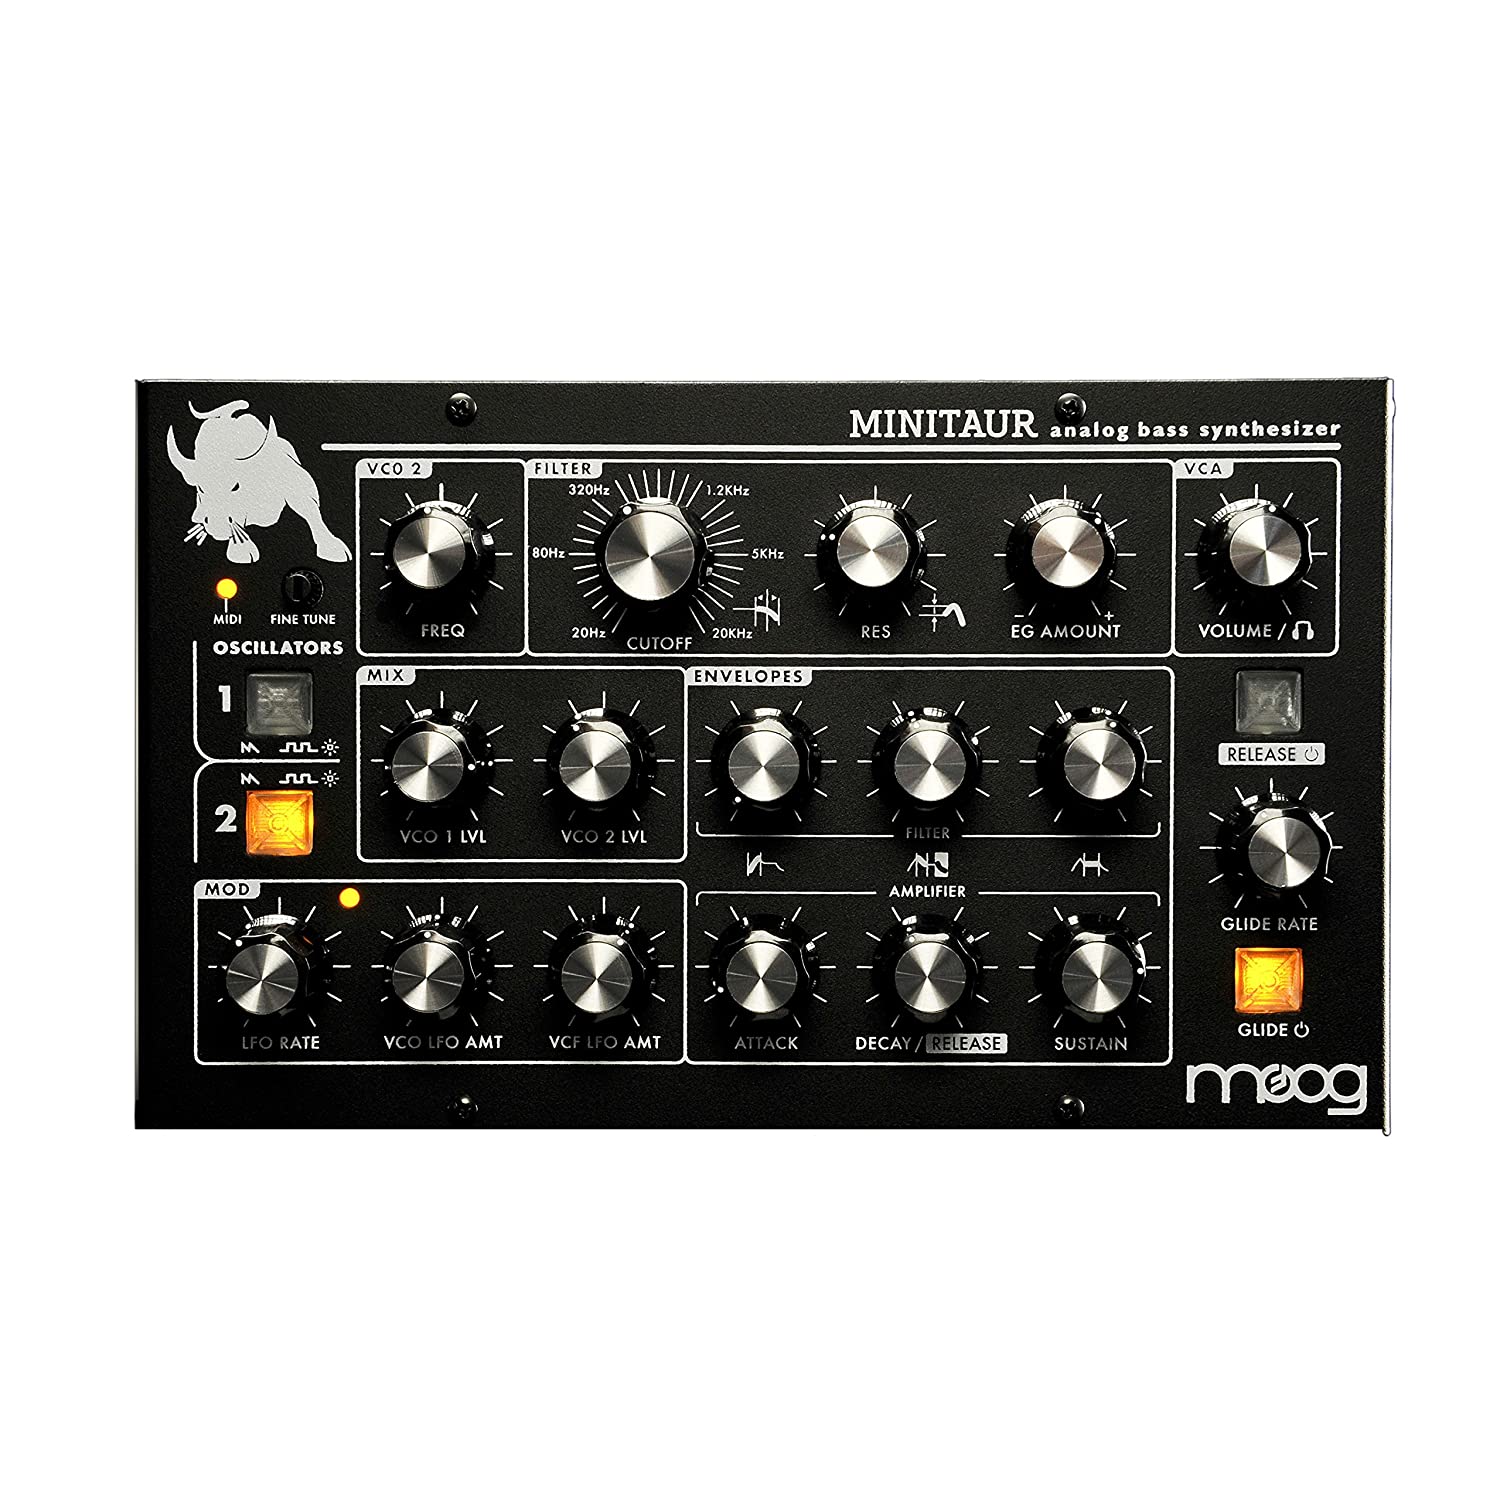 MINITAUR analog bass synthesizer
VCO 2
FILTER
VCA
320Hz
1.2KHz
80Hz
5KHz
20Hz
20KHz
FREQ
CUTOFF
RES
- +
EG AMOUNT
VOLUME /
MIDI
FINE TUNE
OSCILLATORS
1
2
MIX
ENVELOPES
VCO 1 LVL
VCO 2 LVL
FILTER
AMPLIFIER
RELEASE
GLIDE RATE
MOD
LFO RATE
VCO LFO AMT
VCF LFO AMT
ATTACK
DECAY / RELEASE
SUSTAIN
GLIDE
moog